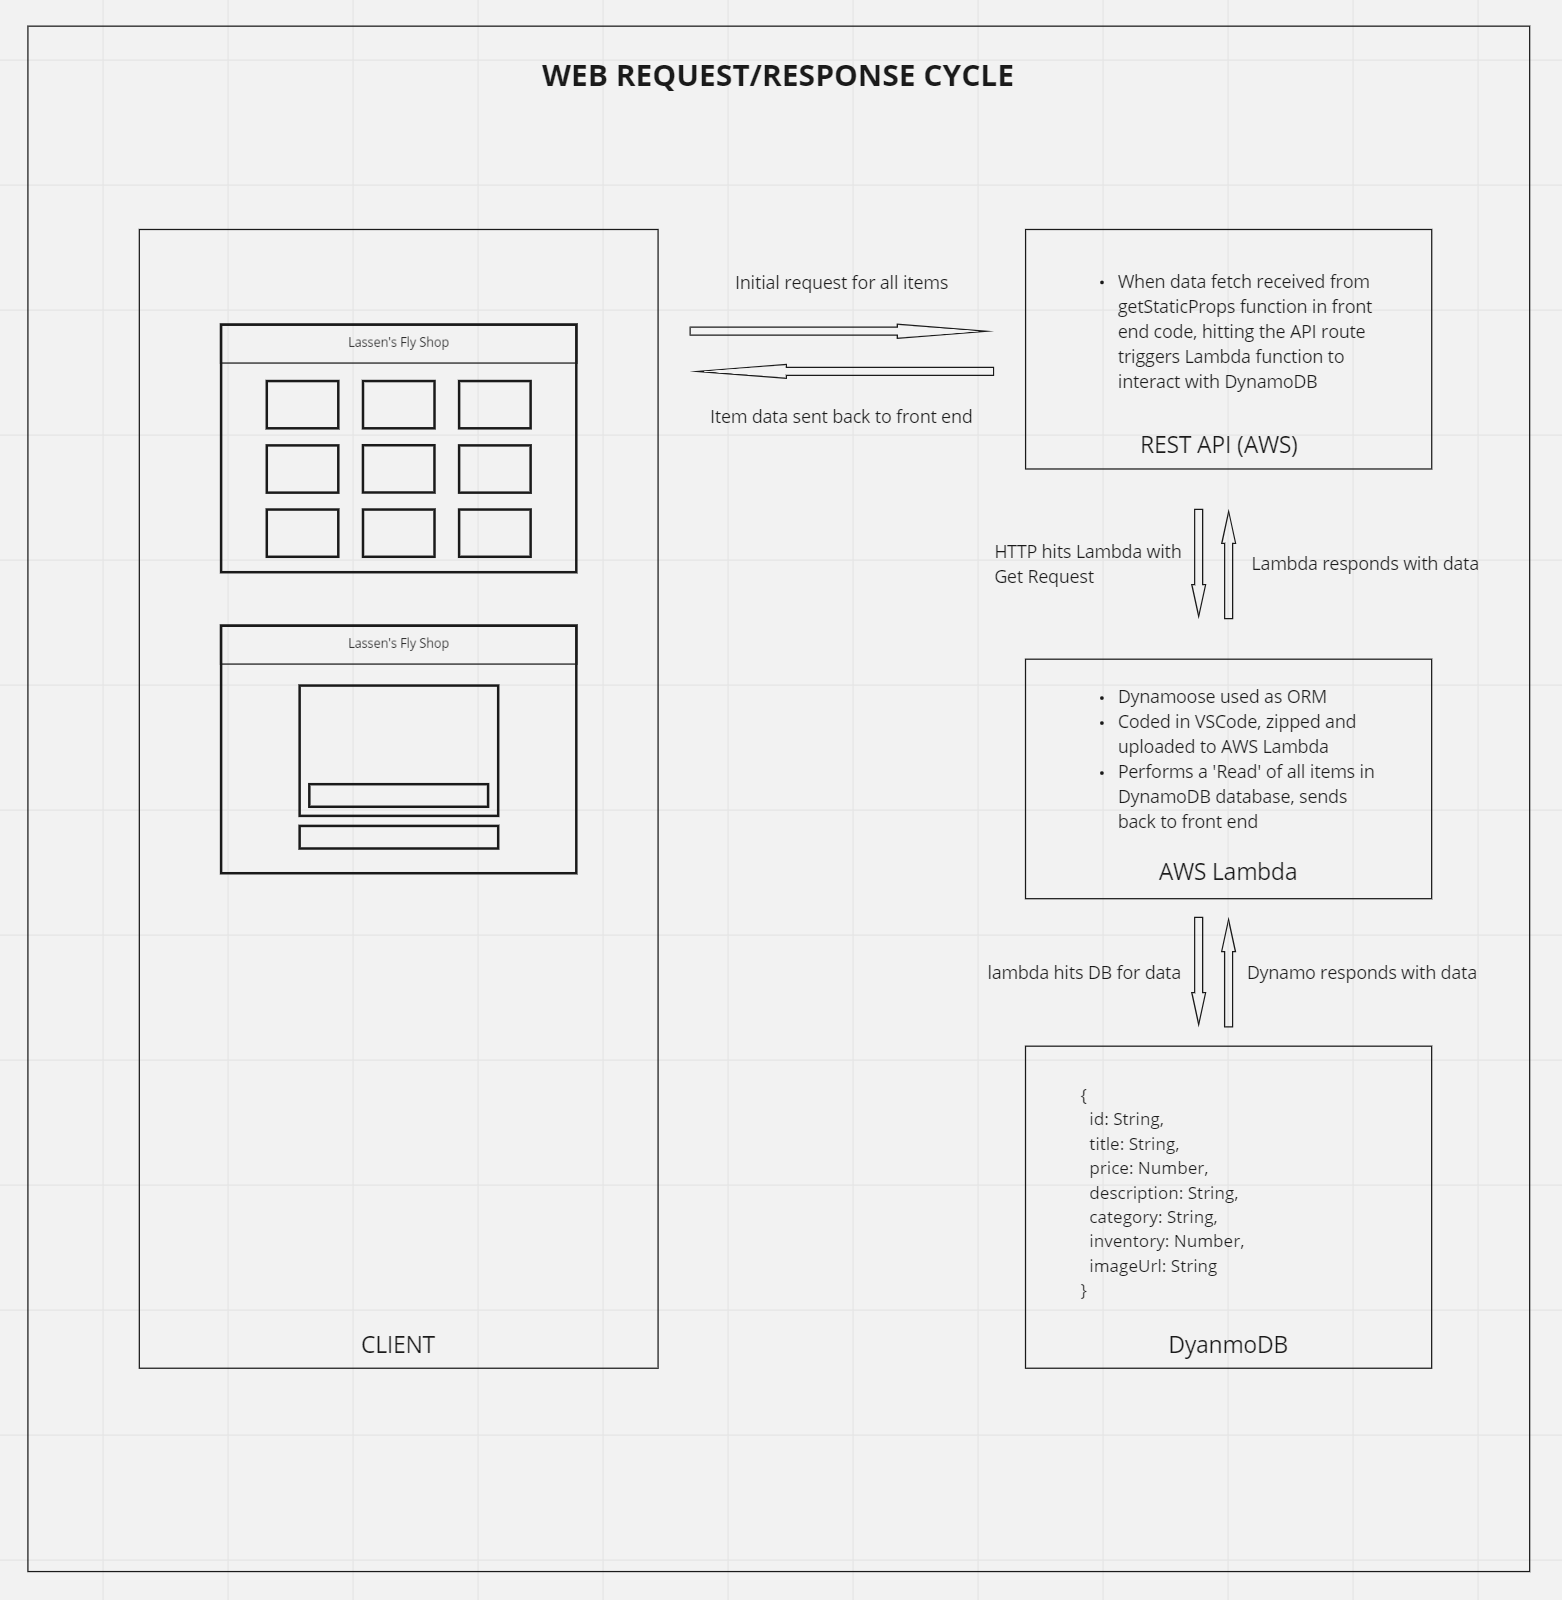 WEB REQUEST/RESPONSE CYCLE
Lassen's Fly Shop
Lassen's Fly Shop
CLIENT
Initial request for all items
Item data sent back to front end
• When data fetch received from
getStaticProps function in front
end code, hitting the API route
triggers Lambda function to
interact with DynamoDB
REST API (AWS)
HTTP hits Lambda with
Get Request
Lambda responds with data
• Dynamoose used as ORM
• Coded in VSCode, zipped and
uploaded to AWS Lambda
• Performs a 'Read' of all items in
DynamoDB database, sends
back to front end
AWS Lambda
lambda hits DB for data
Dynamo responds with data
{
id: String,
title: String,
price: Number,
description: String,
category: String,
inventory: Number,
imageUrl: String
}
DyanmoDB